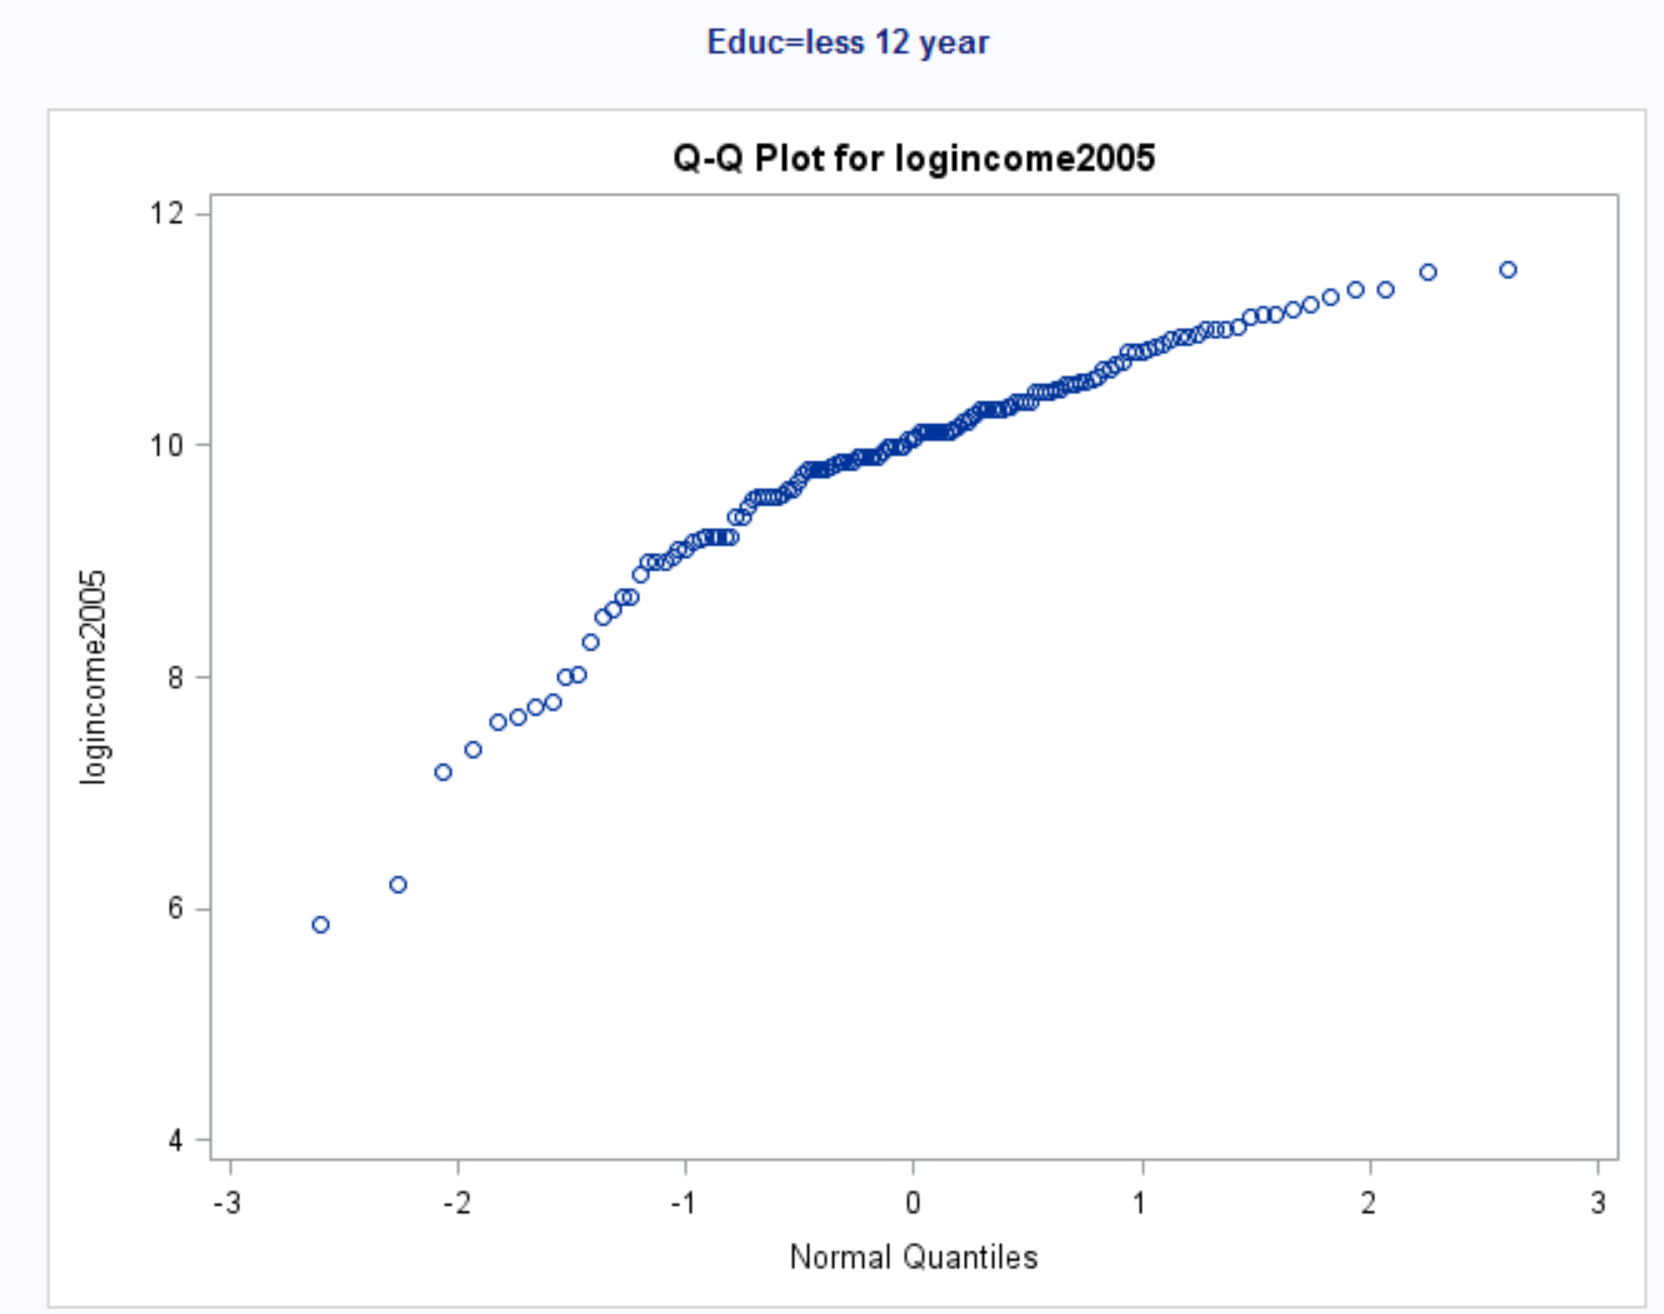 Educ=less 12 year
Q-Q Plot for logincome2005
12
10
8
6
4
logincome2005
-3 -2 -1 0 1 2 3
Normal Quantiles